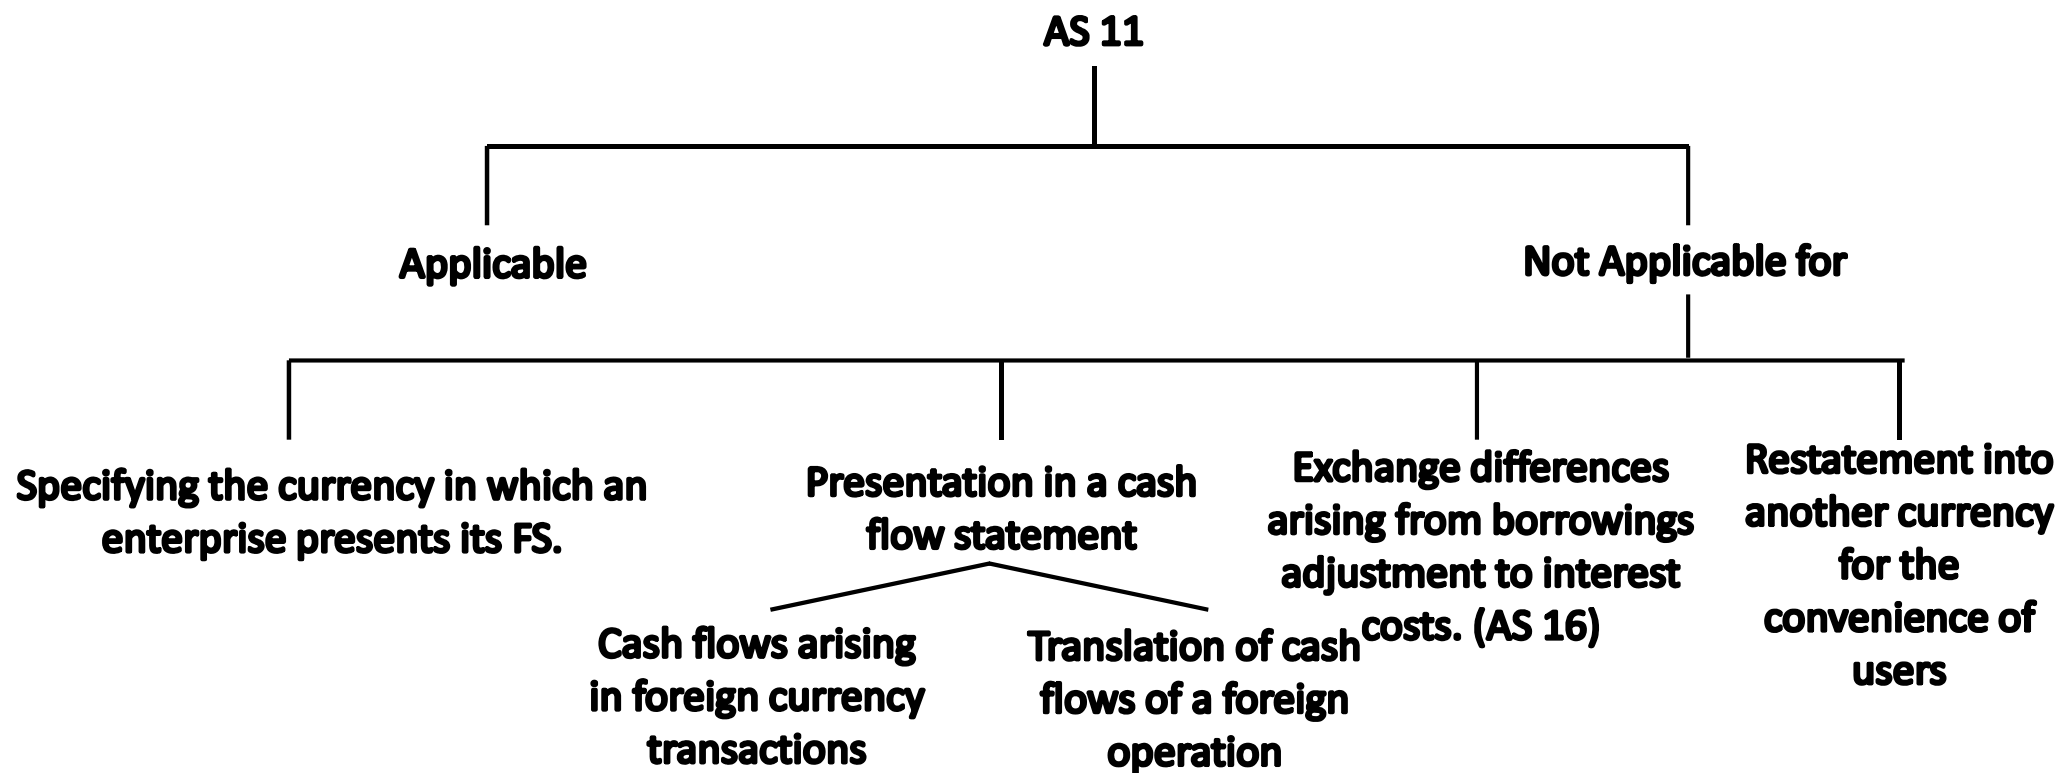 AS 11
Applicable
Not Applicable for
Specifying the currency in which an
enterprise presents its FS.
Presentation in a cash
flow statement
Cash flows arising
in foreign currency
transactions
Translation of cash
flows of a foreign
operation
Exchange differences
arising from borrowings
adjustment to interest
costs. (AS 16)
Restatement into
another currency
for the
convenience of
users